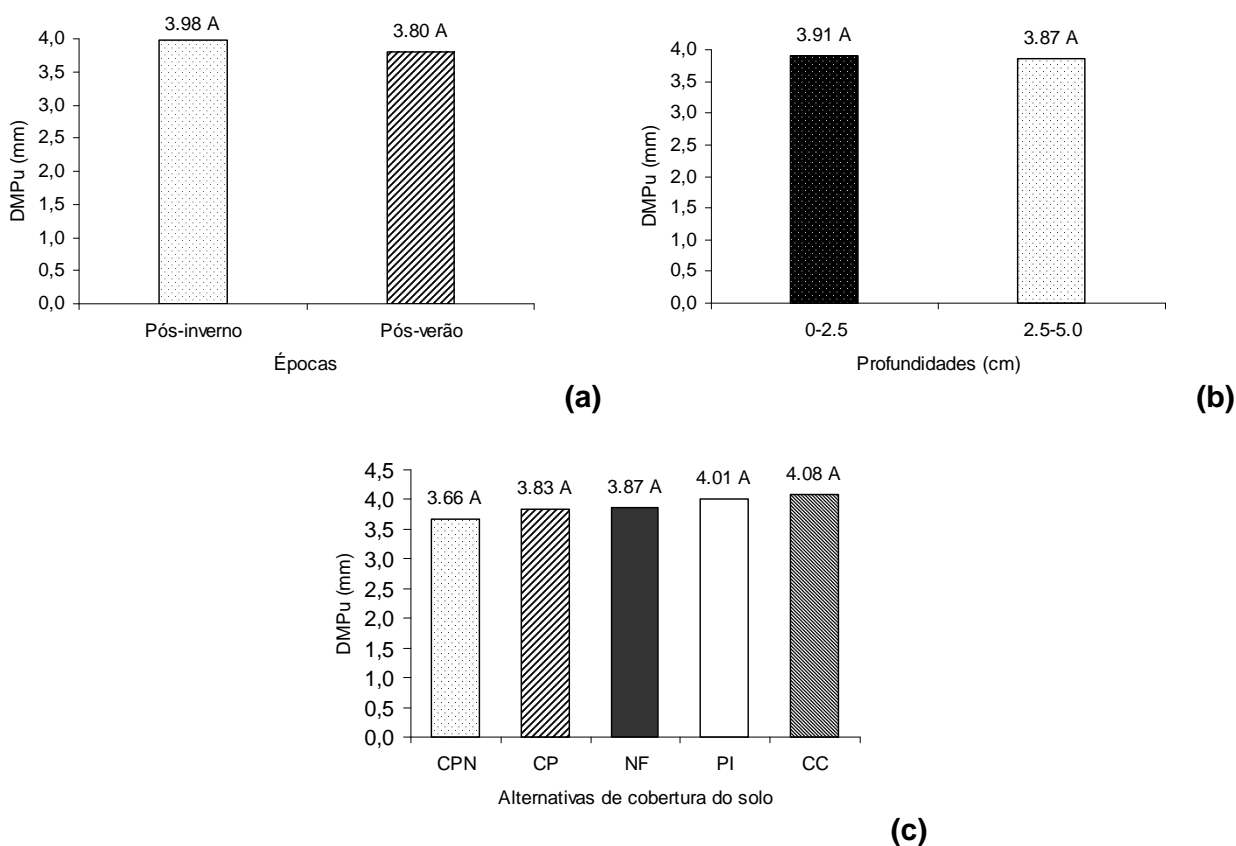 3.98 A
3.80 A
4,0
3,5
3,0
2,5
2,0
1,5
1,0
0,5
0,0
DMPu (mm)
Pós-inverno Pós-verão
Épocas
(a)
3.91 A
3.87 A
4,0
3,5
3,0
2,5
2,0
1,5
1,0
0,5
0,0
DMPu (mm)
0-2.5 2.5-5.0
Profundidades (cm)
(b)
4,5
4,0
3,5
3,0
2,5
2,0
1,5
1,0
0,5
0,0
DMPu (mm)
3.66 A 3.83 A 3.87 A 4.01 A 4.08 A
CPN CP NF PI CC
Alternativas de cobertura do solo
(c)